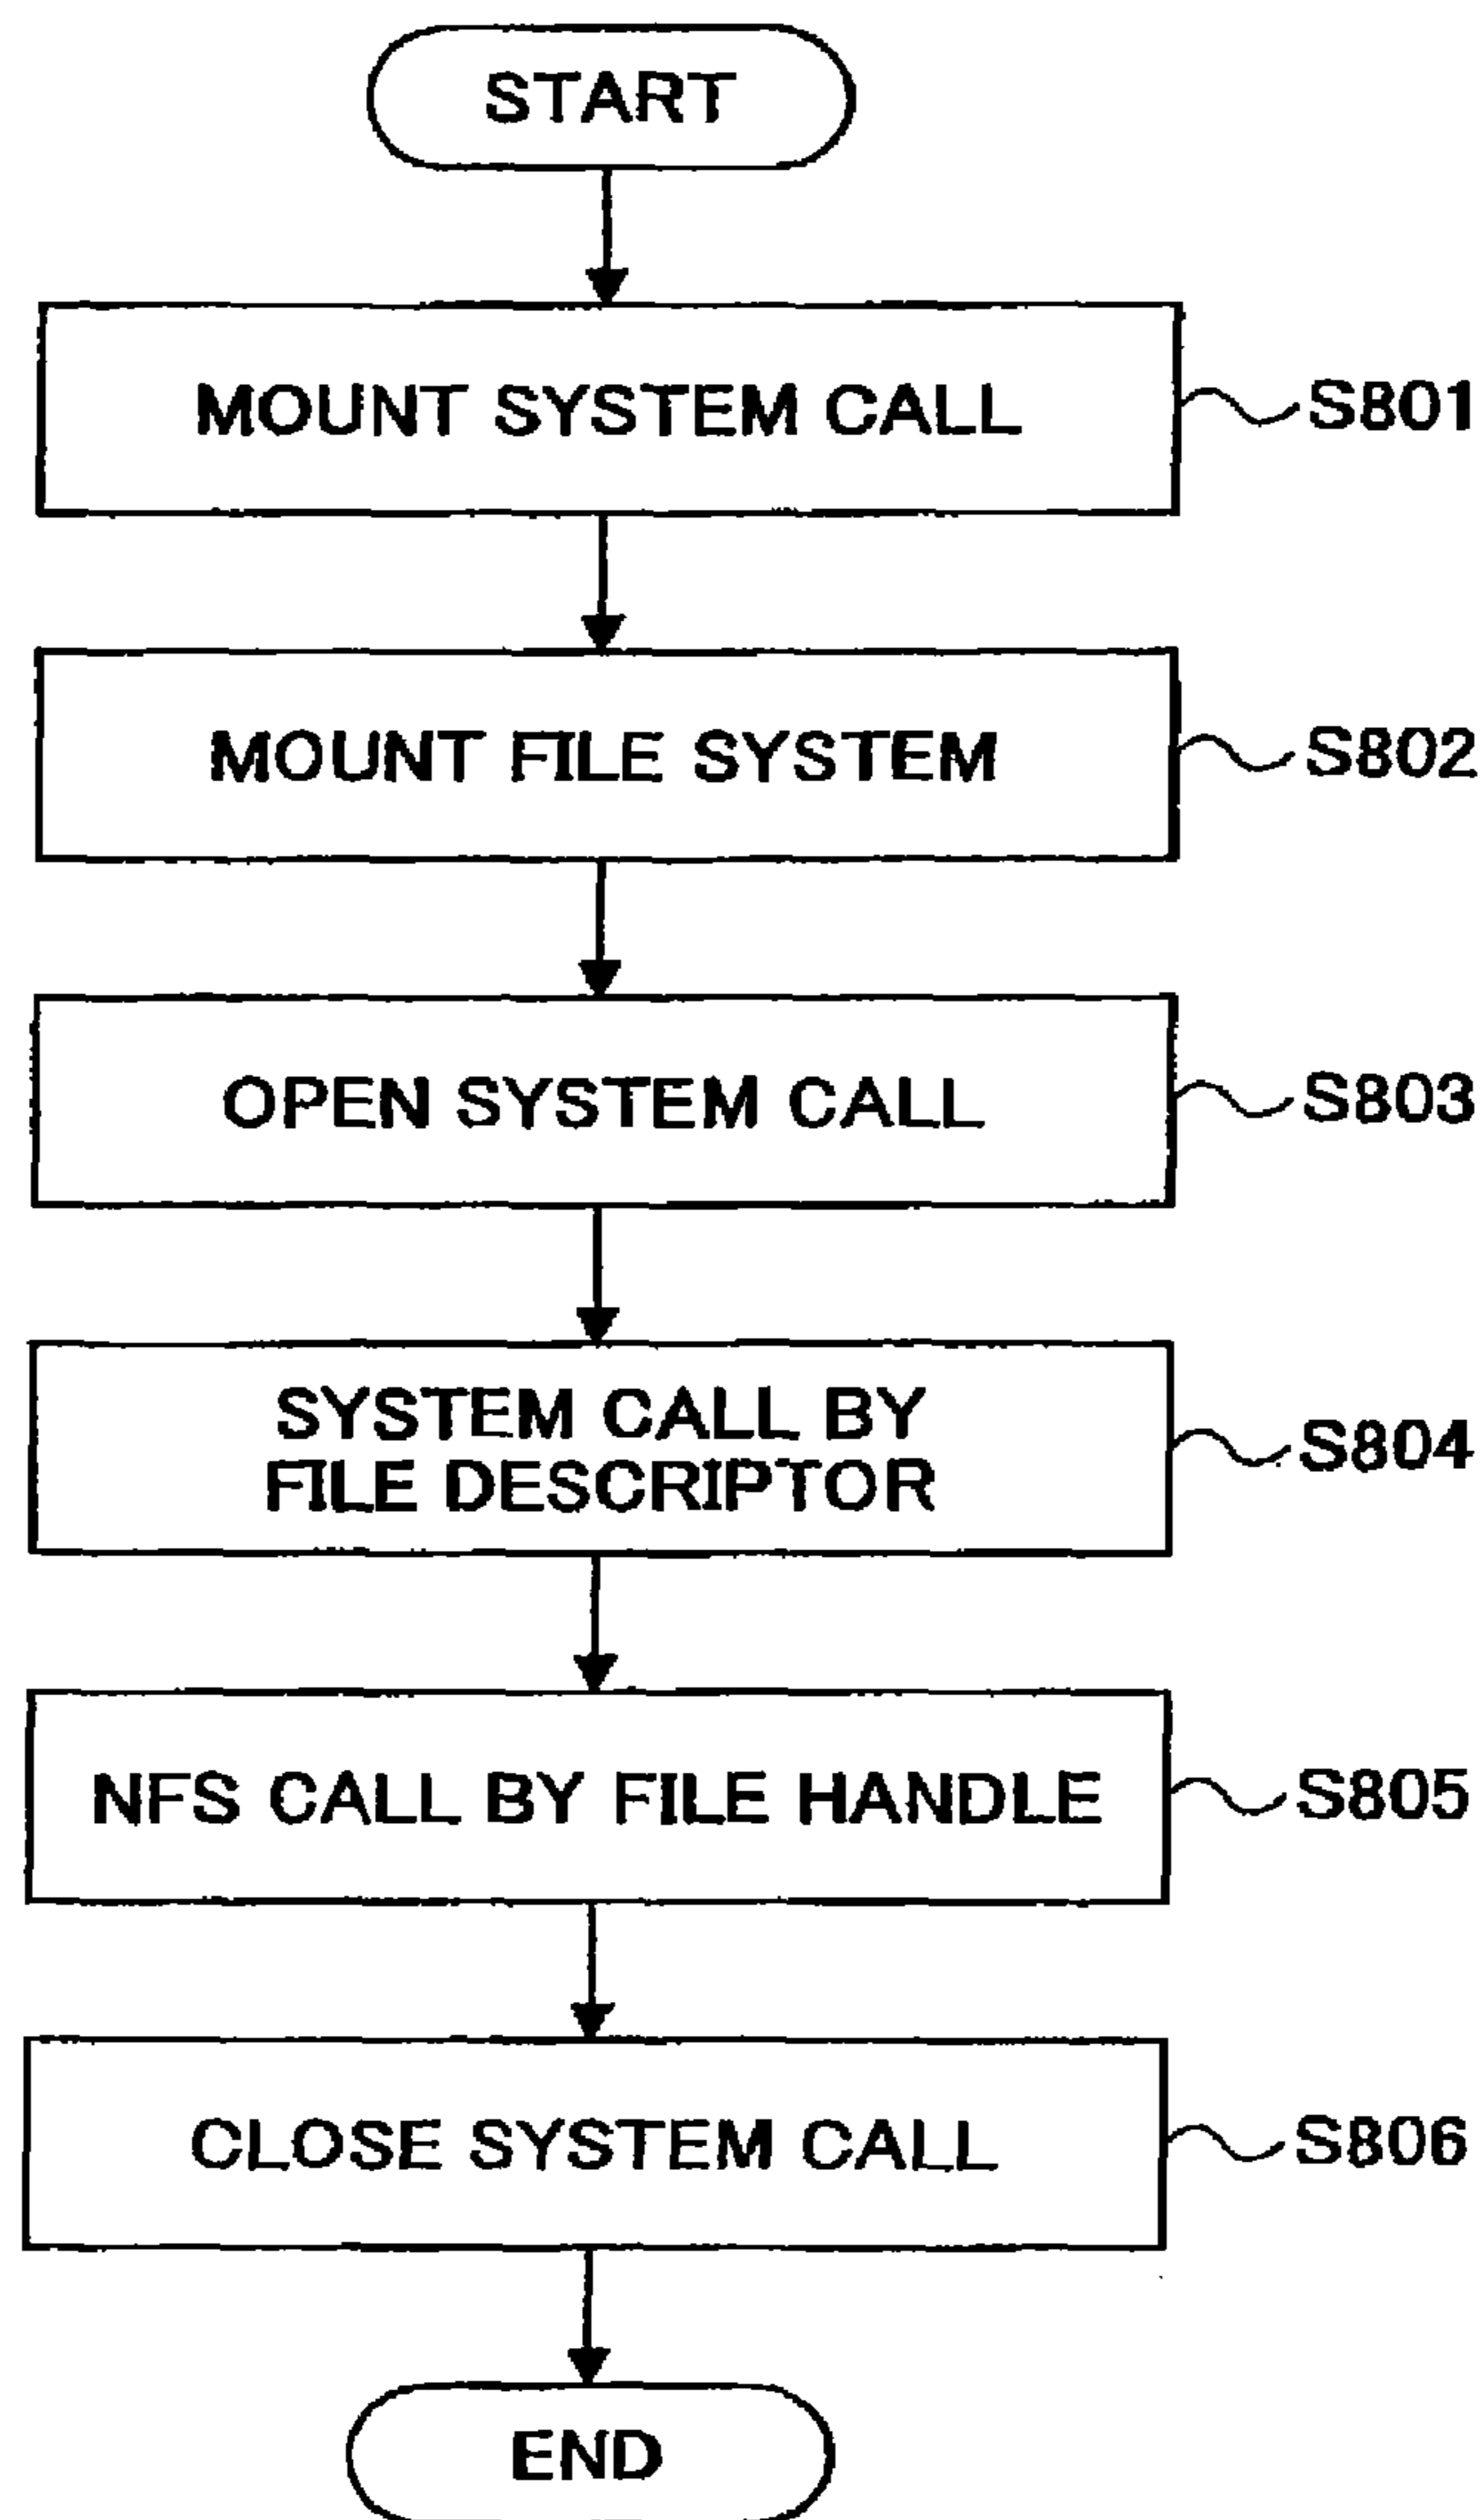 START
MOUNT SYSTEM CALL
S801
MOUNT FILE SYSTEM
S802
OPEN SYSTEM CALL
S803
SYSTEM CALL BY
FILE DESCRIPTOR
S804
NFS CALL BY FILE HANDLE
S805
CLOSE SYSTEM CALL
S806
END